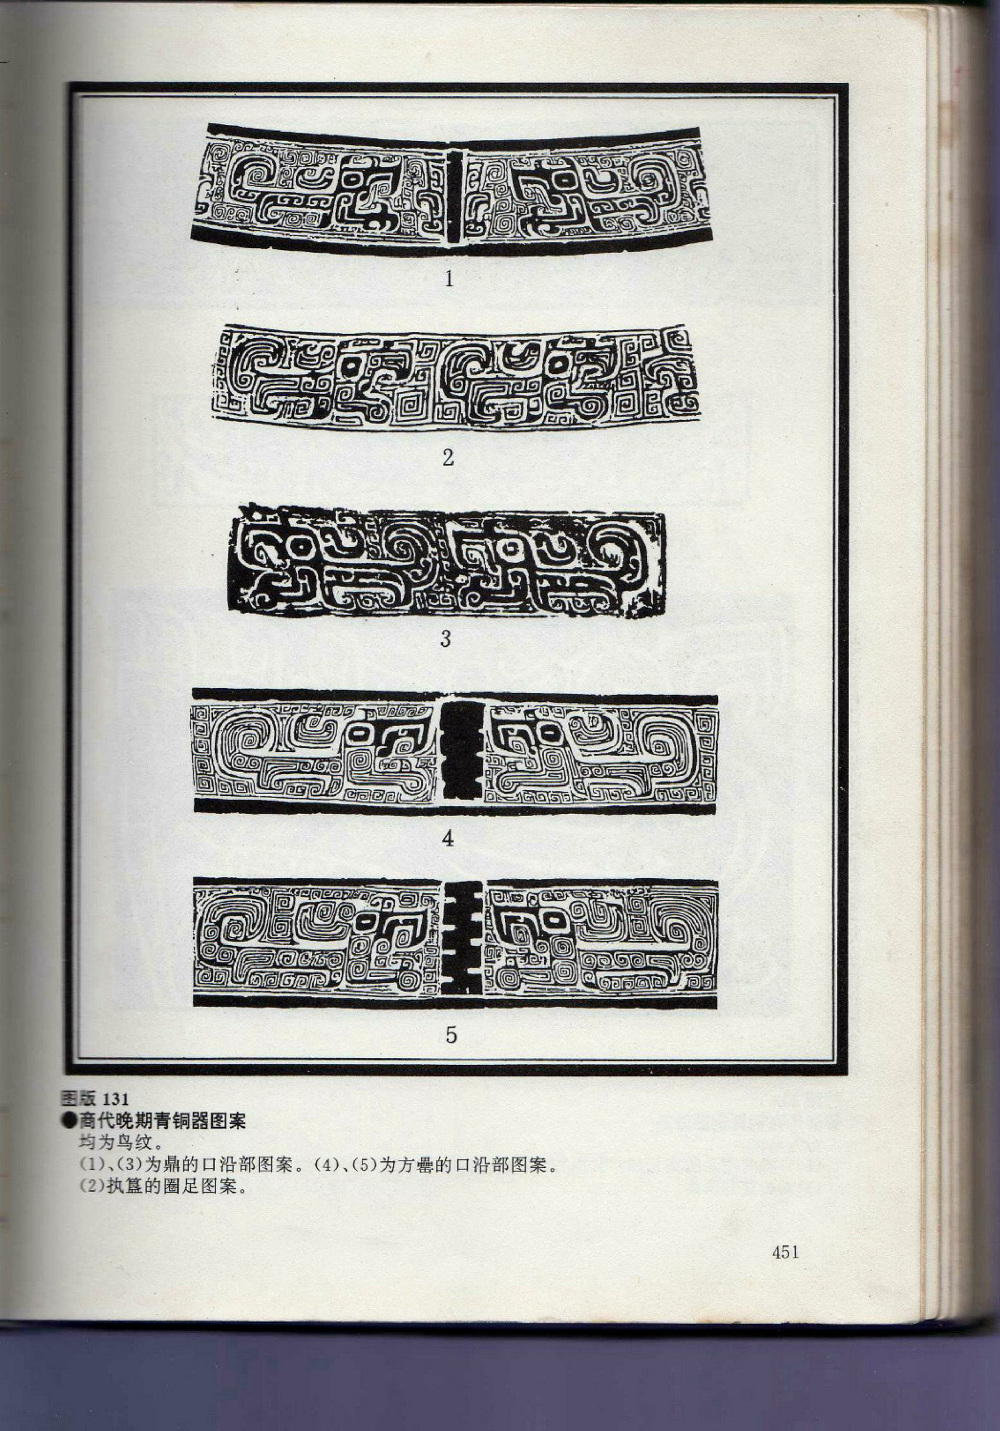 1
2
3
4
5
图版 131
●商代晚期青铜器图案
均为鸟纹。
(1)、(3)为鼎的口沿部图案。(4)、(5)为方罍的口沿部图案。
(2)执簋的圈足图案。
451